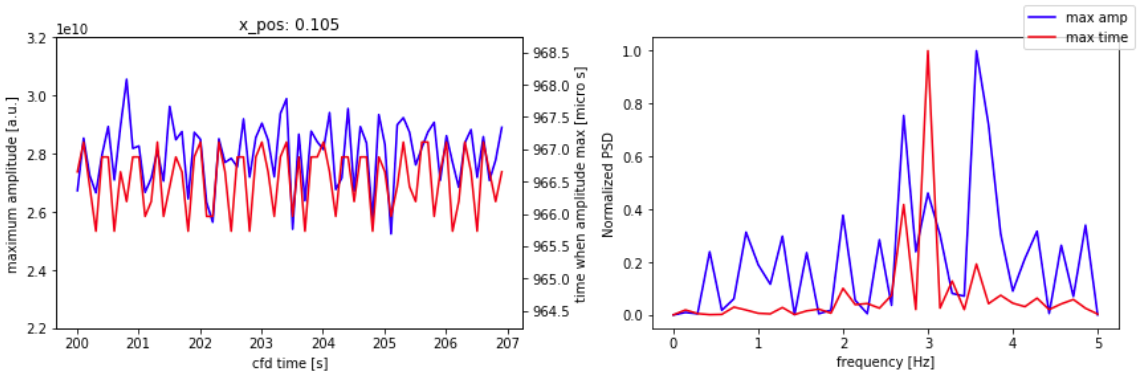 x_pos: 0.105
1e10
maximum amplitude [a.u.]
3.2
3.0
2.8
2.6
2.4
2.2
200 201 202 203 204 205 206 207
cfd time [s]
968.5
968.0
967.5
967.0
966.5
966.0
965.5
965.0
964.5
time when amplitude max [micro s]
max amp
max time
Normalized PSD
1.0
0.8
0.6
0.4
0.2
0.0
0 1 2 3 4 5
frequency [Hz]